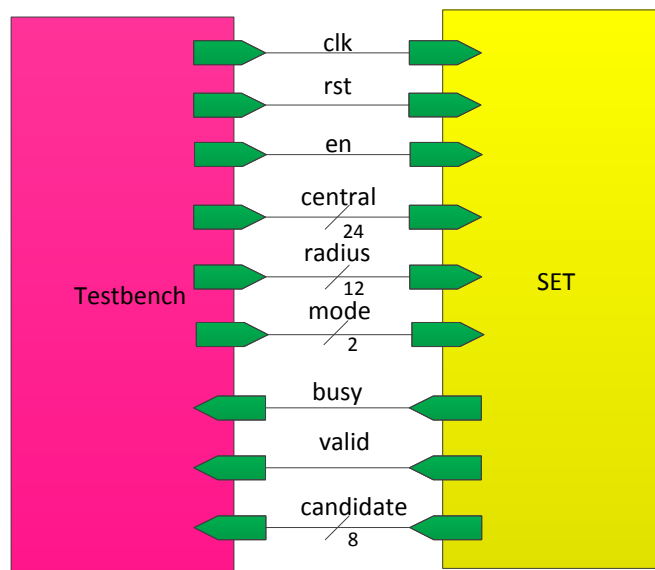 clk
rst
en
central
24
radius
12
Testbench
SET
mode
2
busy
valid
candidate
8